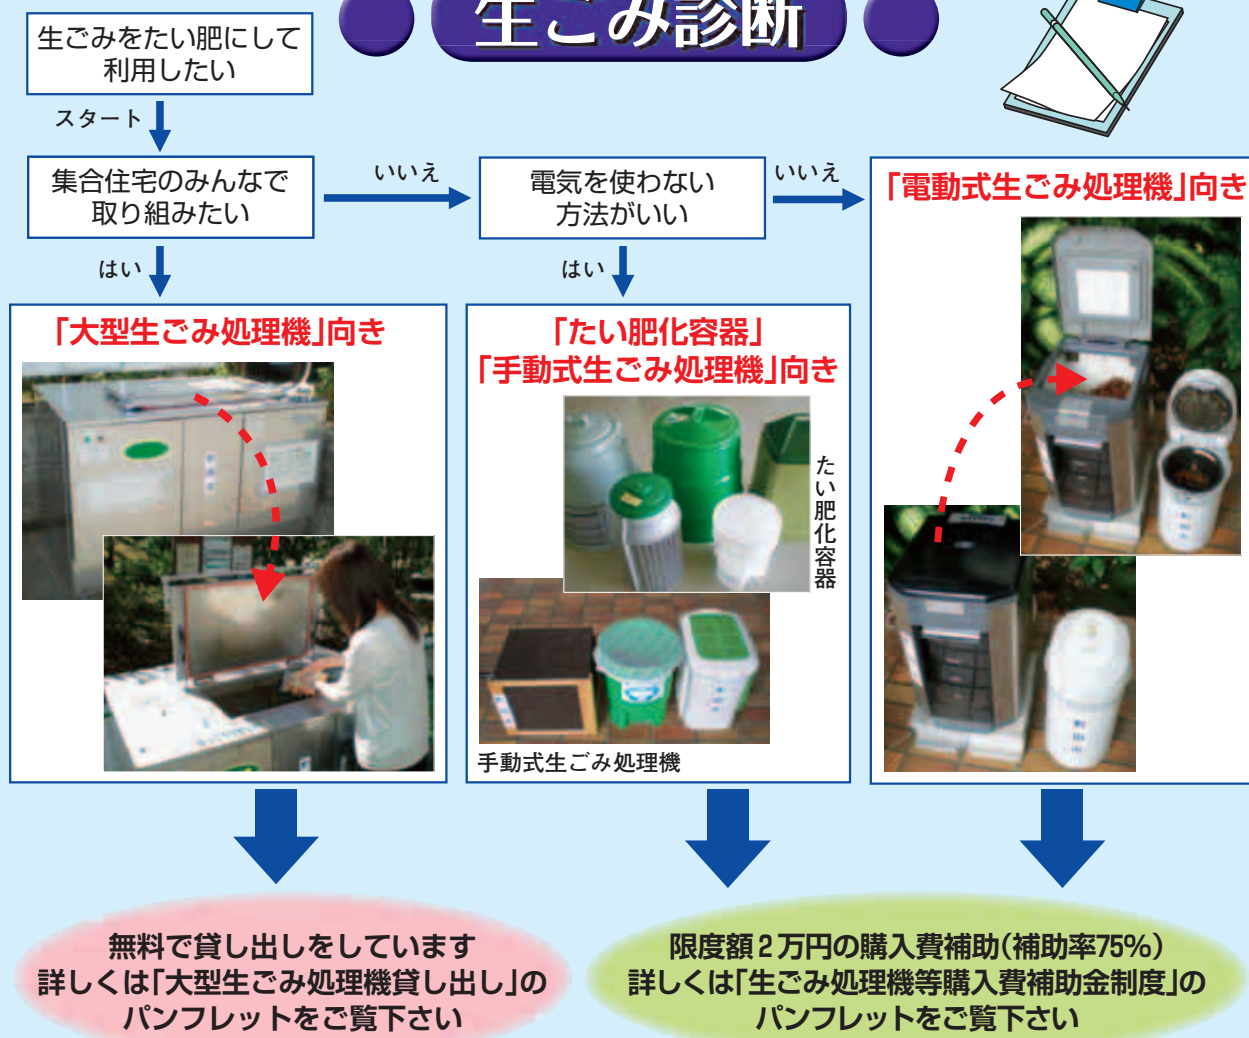 生ごみ診断
生ごみをたい肥にして
利用したい
スタート
集合住宅のみんなで
取り組みたい
いいえ
電気を使わない
方法がいい
いいえ
はい
はい
「電動式生ごみ処理機」向き
「大型生ごみ処理機」向き
「たい肥化容器」
「手動式生ごみ処理機」向き
たい肥化容器
手動式生ごみ処理機
無料で貸し出しをしています
詳しくは「大型生ごみ処理機貸し出し」の
パンフレットをご覧下さい
限度額2万円の購入費補助(補助率75%)
詳しくは「生ごみ処理機等購入費補助金制度」の
パンフレットをご覧下さい